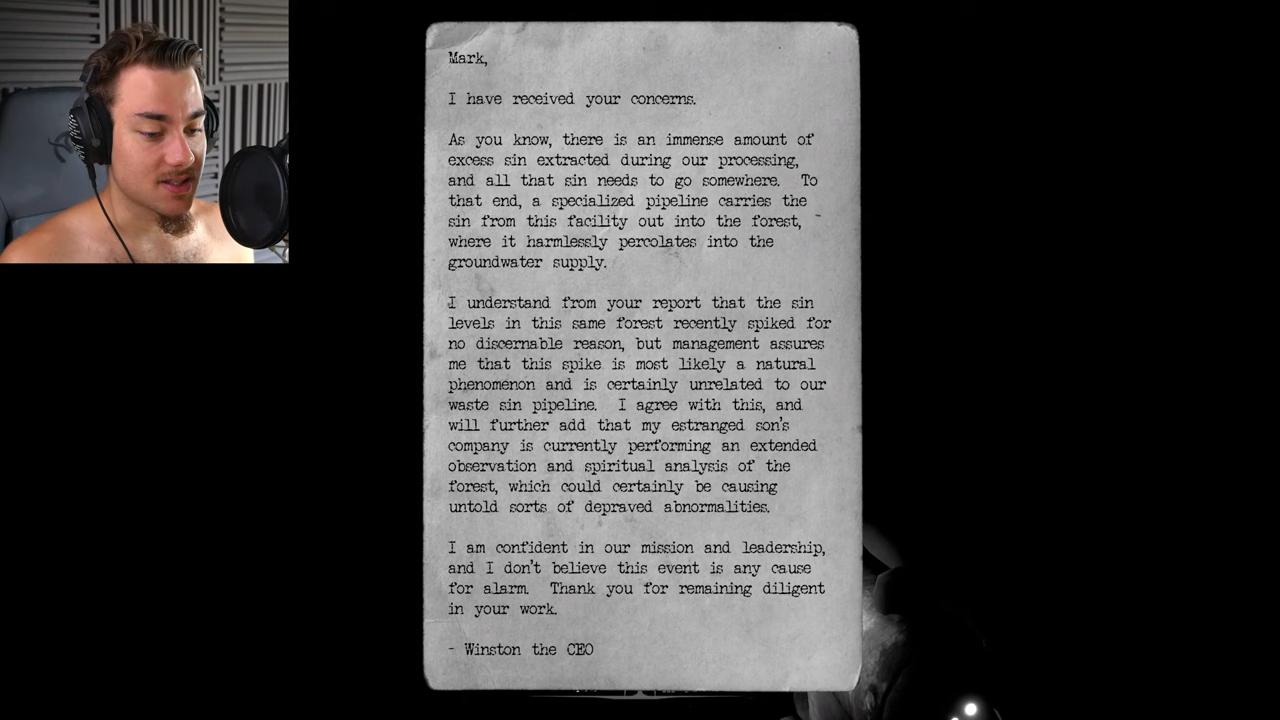 Mark,
I have received your concerns.
As you know, there is an immense amount of
excess sin extracted during our processing,
and all that sin needs to go somewhere. To
that end, a specialized pipeline carries the
sin from this facility out into the forest,
where it harmlessly percolates into the
groundwater supply.
I understand from your report that the sin
levels in this same forest recently spiked for
no discernable reason, but management assures
me that this spike is most likely a natural
phenomenon and is certainly unrelated to our
waste sin pipeline. I agree with this, and
will further add that my estranged son's
company is currently performing an extended
observation and spiritual analysis of the
forest, which could certainly be causing
untold sorts of depraved abnormalities.
I am confident in our mission and leadership,
and I don't believe this event is any cause
for alarm. Thank you for remaining diligent
in your work.
- Winston the CEO